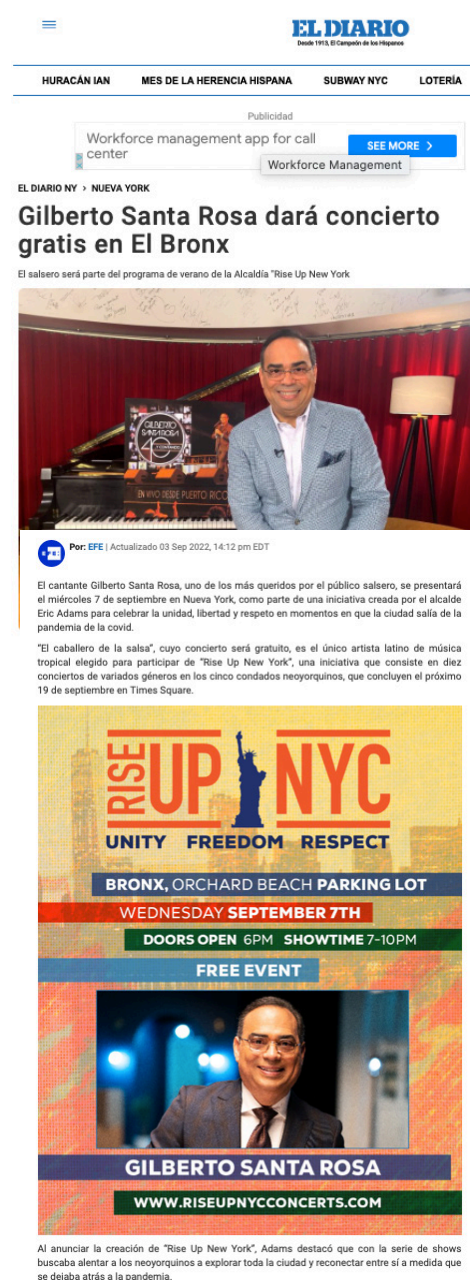 EL DIARIO
Desde 1913, El Campeón de los Hispanos
HURACÁN IAN MES DE LA HERENCIA HISPANA SUBWAY NYC LOTERÍA
Publicidad
Workforce management app for call
center
SEE MORE >
Workforce Management
EL DIARIO NY > NUEVA YORK
Gilberto Santa Rosa dará concierto
gratis en El Bronx
El salsero será parte del programa de verano de la Alcaldía "Rise Up New York
GILBERTO
SANTA ROSA
40
Y CONTANDO
EN VIVO DESDE PUERTO RICO
Por: EFE | Actualizado 03 Sep 2022, 14:12 pm EDT
El cantante Gilberto Santa Rosa, uno de los más queridos por el público salsero, se presentará
el miércoles 7 de septiembre en Nueva York, como parte de una iniciativa creada por el alcalde
Eric Adams para celebrar la unidad, libertad y respeto en momentos en que la ciudad salía de la
pandemia de la covid.
"El caballero de la salsa", cuyo concierto será gratuito, es el único artista latino de música
tropical elegido para participar de "Rise Up New York", una iniciativa que consiste en diez
conciertos de variados géneros en los cinco condados neoyorquinos, que concluyen el próximo
19 de septiembre en Times Square.
RISE UP NYC
UNITY FREEDOM RESPECT
BRONX, ORCHARD BEACH PARKING LOT
WEDNESDAY SEPTEMBER 7TH
DOORS OPEN 6PM SHOWTIME 7-10PM
FREE EVENT
GILBERTO SANTA ROSA
WWW.RISEUPNYCCONCERTS.COM
Al anunciar la creación de "Rise Up New York", Adams destacó que con la serie de shows
buscaba alentar a los neoyorquinos a explorar toda la ciudad y reconectar entre sí a medida que
se dejaba atrás a la pandemia.